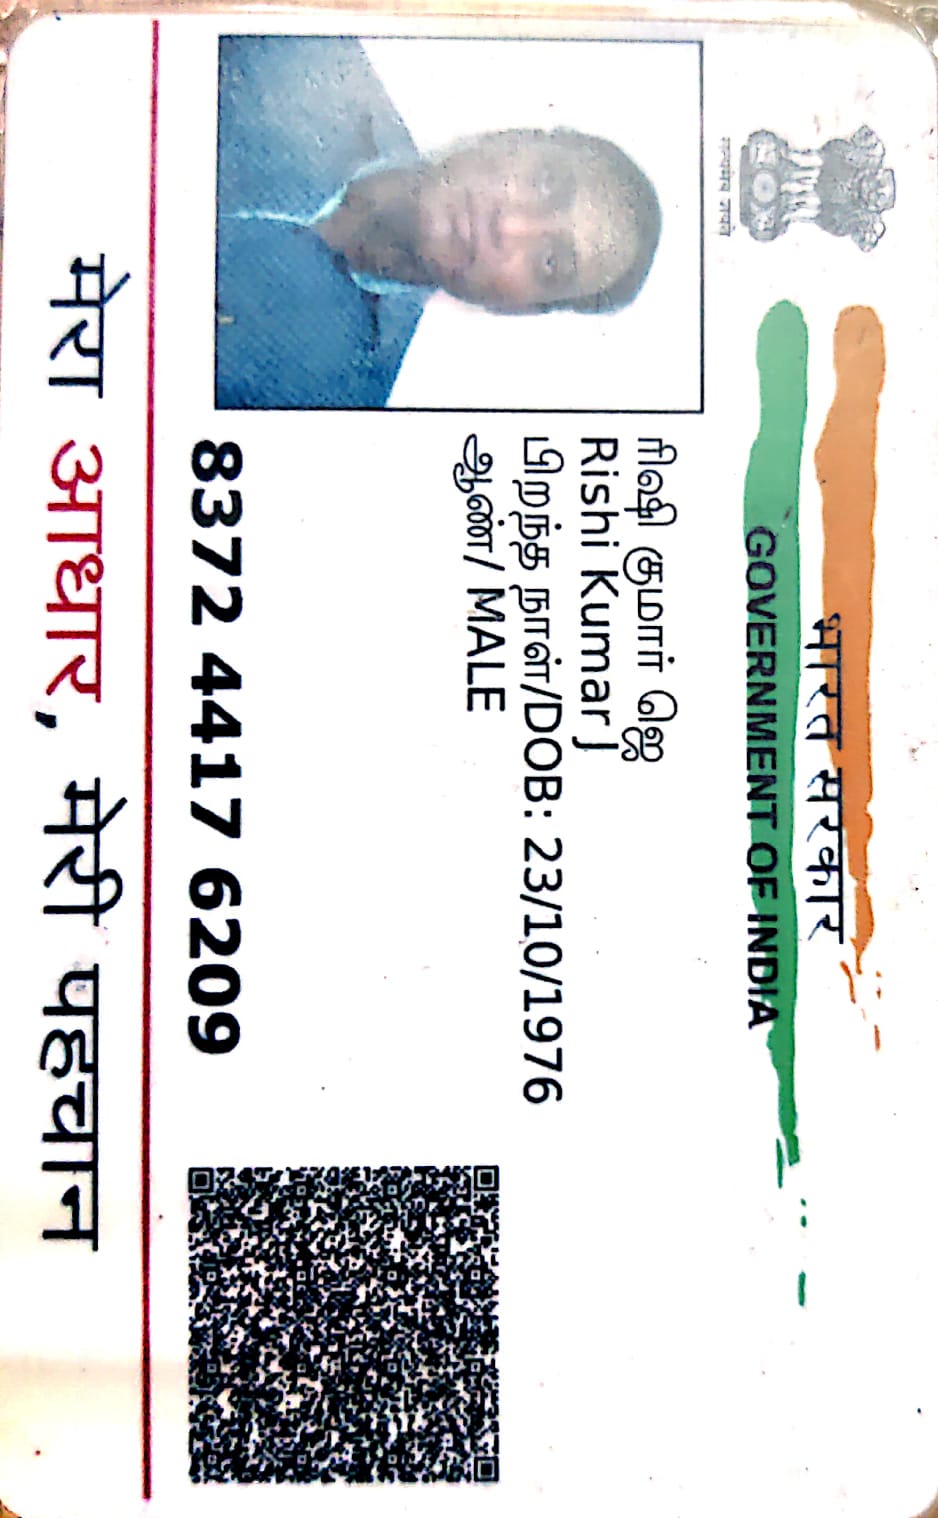 भारत सरकार
GOVERNMENT OF INDIA
सत्यमेव जयते
ரிஷி குமார் ஜெ
Rishi Kumar J
பிறந்த நாள்/DOB: 23/10/1976
ஆண்/ MALE
8372 4417 6209
मेरा आधार, मेरी पहचान